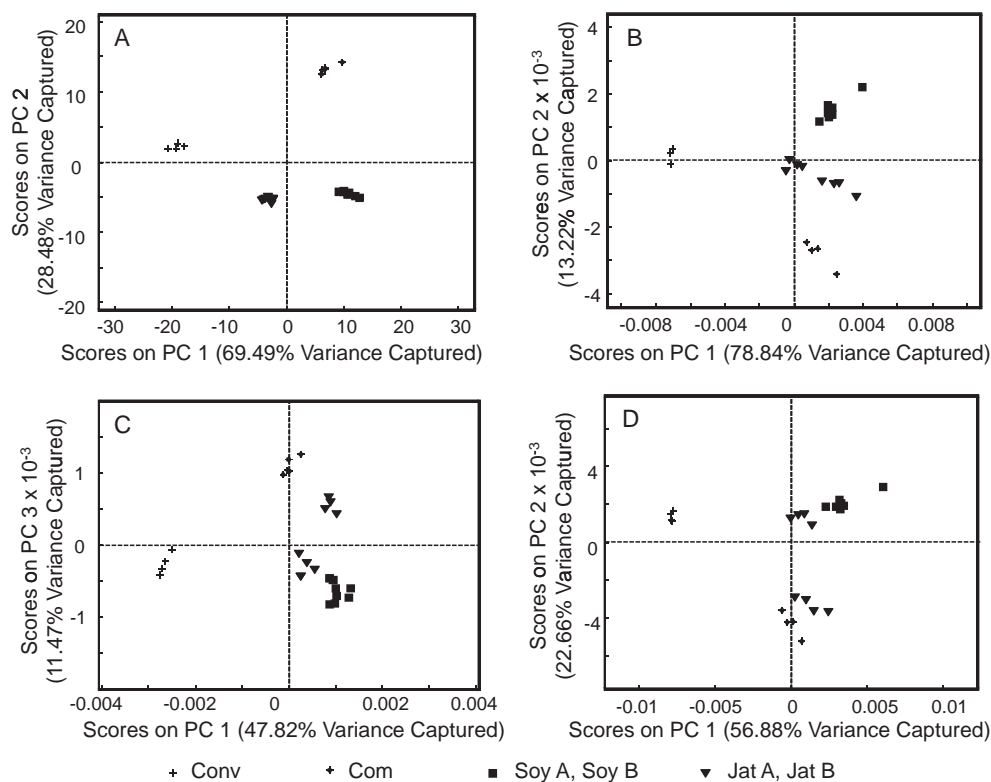 A
20
10
0
-10
20
-30
-20
-10
0
10
20
30
Scores on PC 2
(28.48% Variance Captured)
Scores on PC 1 (69.49% Variance Captured)
B
4
2
0
-2
-4
-0.008
-0.004
0
0.004
0.008
Scores on PC 2 x 10-3
(13.22% Variance Captured)
Scores on PC 1 (78.84% Variance Captured)
C
1
0
-1
-0.004
-0.002
0
0.002
0.004
Scores on PC 3 x 10-3
(11.47% Variance Captured)
Scores on PC 1 (47.82% Variance Captured)
D
4
0
-4
-0.01
-0.005
0
0.005
0.01
Scores on PC 2 x 10-3
(22.66% Variance Captured)
Scores on PC 1 (56.88% Variance Captured)
Conv
Com
Soy A, Soy B
Jat A, Jat B